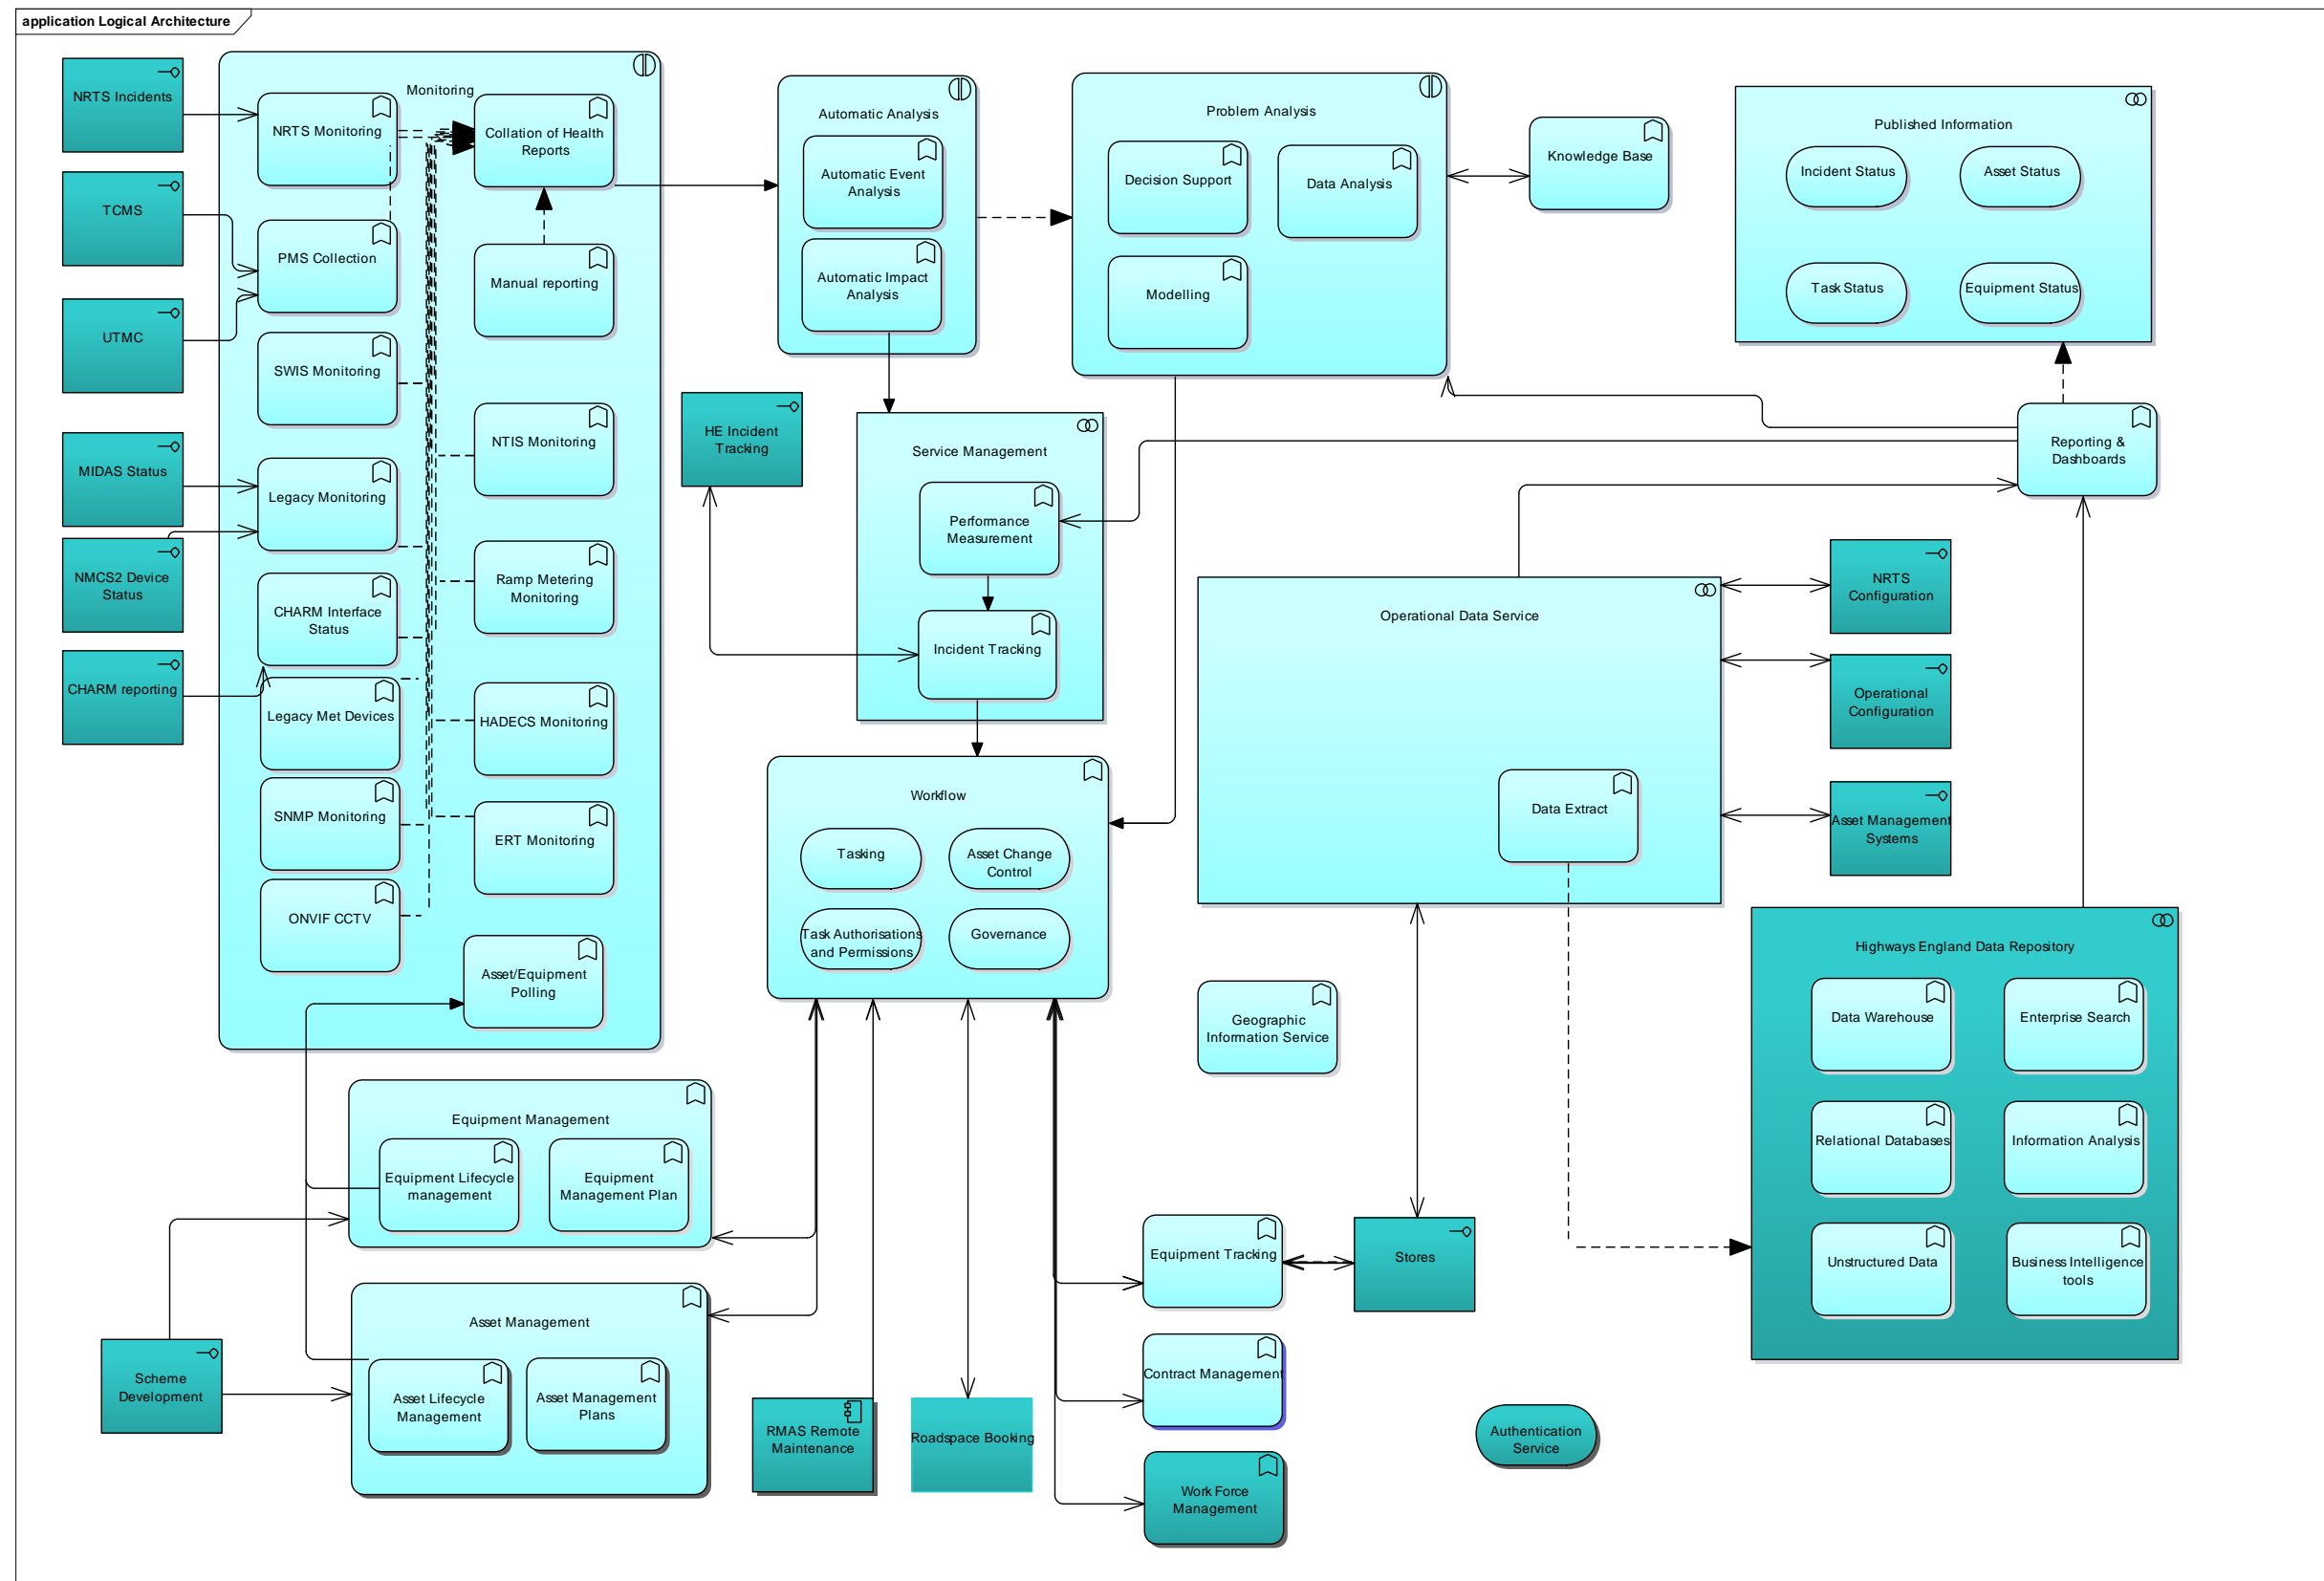 application Logical Architecture
NRTS Incidents
TCMS
UTMC
MIDAS Status
NMCS2 Device
Status
CHARM reporting
Monitoring
NRTS Monitoring
Collation of Health
Reports
PMS Collection
Manual reporting
SWIS Monitoring
NTIS Monitoring
Legacy Monitoring
Ramp Metering
Monitoring
CHARM Interface
Status
Legacy Met Devices
HADECS Monitoring
SNMP Monitoring
ERT Monitoring
ONVIF CCTV
Asset/Equipment
Polling
Automatic Analysis
Automatic Event
Analysis
Automatic Impact
Analysis
Problem Analysis
Decision Support
Data Analysis
Modelling
Knowledge Base
Published Information
Incident Status
Asset Status
Task Status
Equipment Status
HE Incident
Tracking
Service Management
Performance
Measurement
Incident Tracking
Reporting &
Dashboards
Operational Data Service
Data Extract
NRTS
Configuration
Operational
Configuration
Asset Management
Systems
Workflow
Tasking
Asset Change
Control
Task Authorisations
and Permissions
Governance
Geographic
Information Service
Highways England Data Repository
Data Warehouse
Enterprise Search
Relational Databases
Information Analysis
Unstructured Data
Business Intelligence
tools
Equipment Management
Equipment Lifecycle
management
Equipment
Management Plan
Asset Management
Asset Lifecycle
Management
Asset Management
Plans
Scheme
Development
RMAS Remote
Maintenance
Roadspace Booking
Equipment Tracking
Stores
Contract Management
Work Force
Management
Authentication
Service